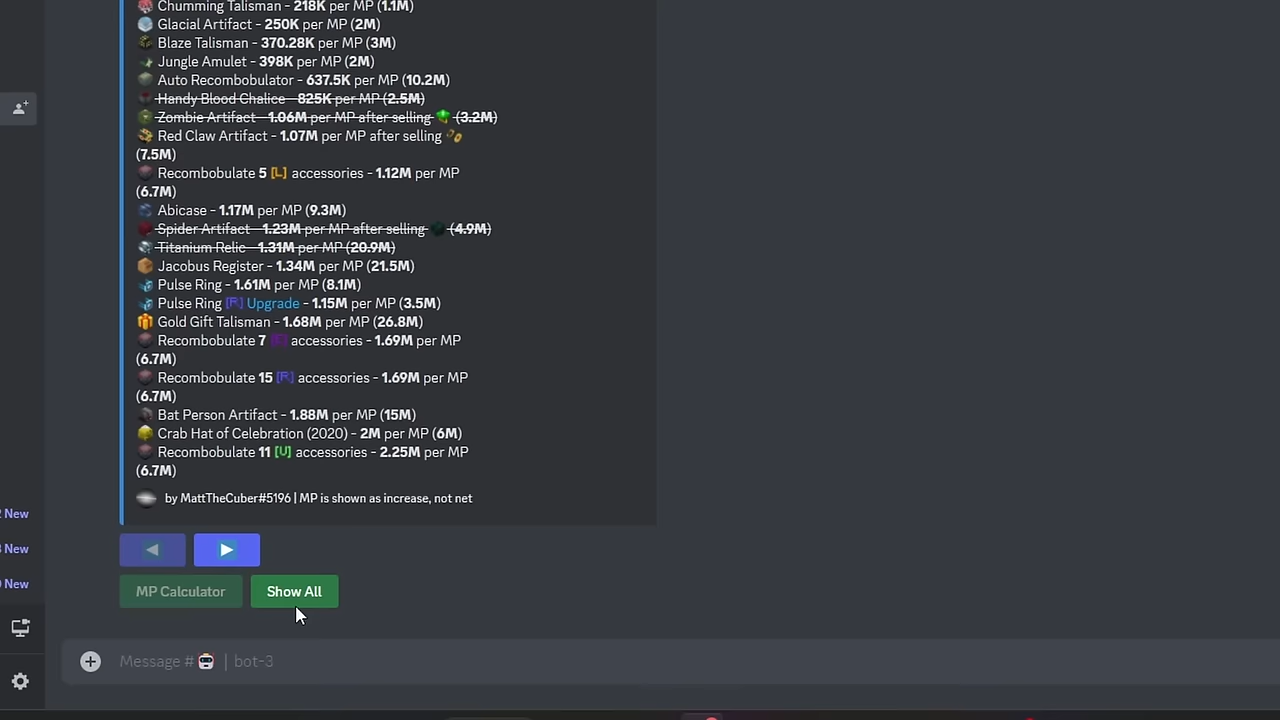 Chumming Talisman - 218K per MP (1.1M)
Glacial Artifact - 250K per MP (2M)
Blaze Talisman - 370.28K per MP (3M)
Jungle Amulet - 398K per MP (2M)
Auto Recombobulator - 637.5K per MP (10.2M)
Handy Blood Chalice - 825K per MP (2.5M)
Zombie Artifact - 1.06M per MP after selling (3.2M)
Red Claw Artifact - 1.07M per MP after selling
(7.5M)
Recombobulate 5 [L] accessories - 1.12M per MP
(6.7M)
Abicase - 1.17M per MP (9.3M)
Spider Artifact - 1.23M per MP after selling (4.9M)
Titanium Relic - 1.31M per MP (20.9M)
Jacobus Register - 1.34M per MP (21.5M)
Pulse Ring - 1.61M per MP (8.1M)
Pulse Ring [R] Upgrade - 1.15M per MP (3.5M)
Gold Gift Talisman - 1.68M per MP (26.8M)
Recombobulate 7 [E] accessories - 1.69M per MP
(6.7M)
Recombobulate 15 [R] accessories - 1.69M per MP
(6.7M)
Bat Person Artifact - 1.88M per MP (15M)
Crab Hat of Celebration (2020) - 2M per MP (6M)
Recombobulate 11 [U] accessories - 2.25M per MP
(6.7M)
by MattTheCuber#5196 | MP is shown as increase, not net
New
New
New
MP Calculator Show All
Message # | bot-3